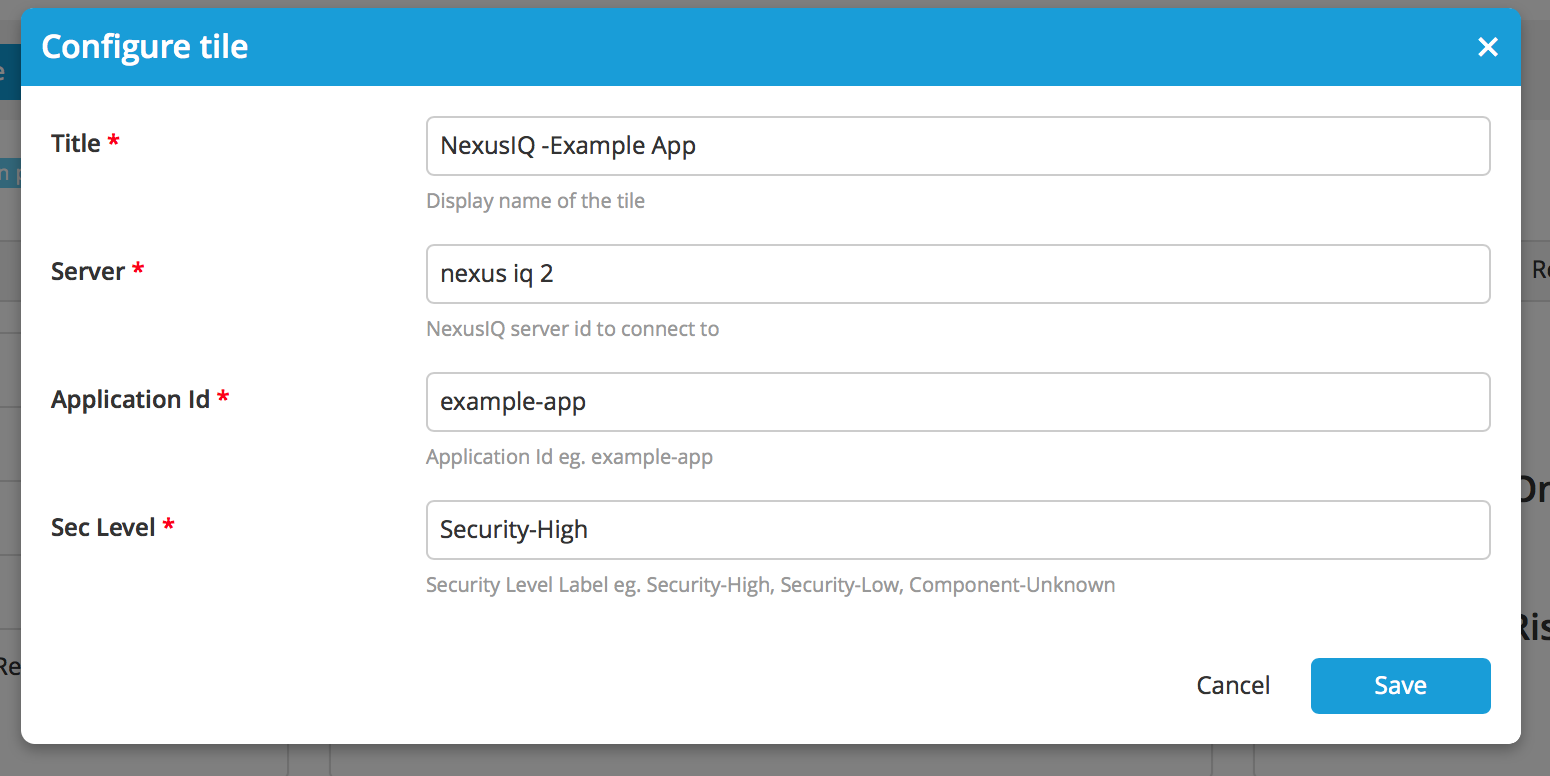 Configure tile
Title *
NexusIQ -Example App
Display name of the tile
Server *
nexus iq 2
NexusIQ server id to connect to
Application Id *
example-app
Application Id eg. example-app
Sec Level *
Security-High
Security Level Label eg. Security-High, Security-Low, Component-Unknown
Cancel
Save